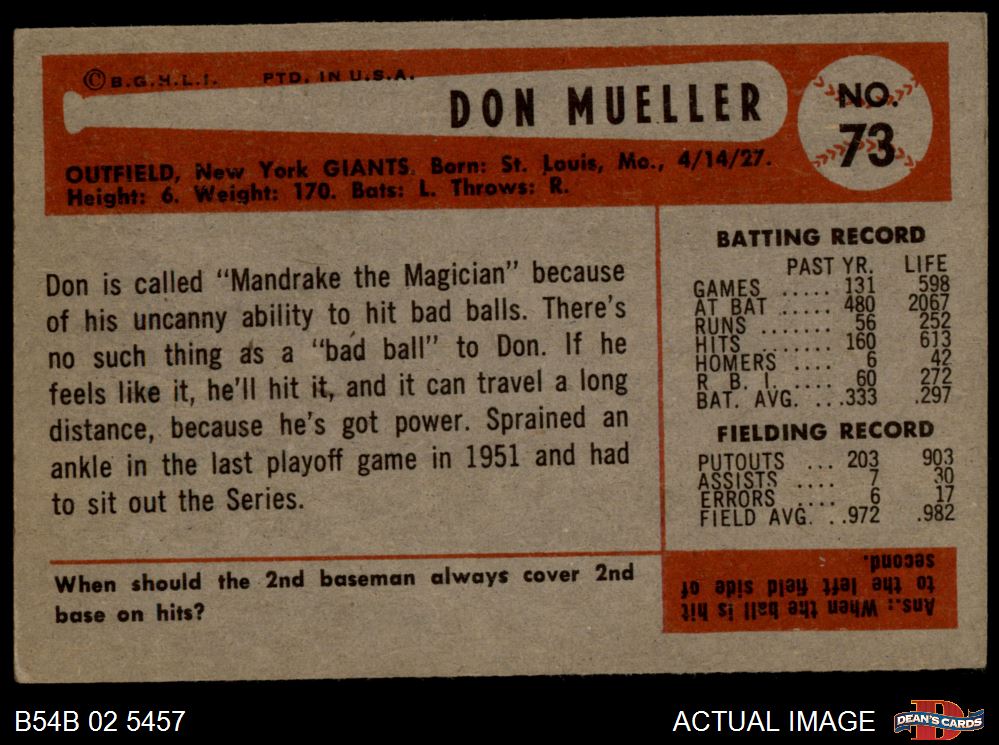 © B.G.H.L.I. PTD. IN U.S.A.
DON MUELLER
NO.
73
OUTFIELD, New York GIANTS. Born: St. Louis, Mo., 4/14/27.
Height: 6. Weight: 170. Bats: L. Throws: R.
Don is called "Mandrake the Magician" because
of his uncanny ability to hit bad balls. There's
no such thing as a "bad ball" to Don. If he
feels like it, he'll hit it, and it can travel a long
distance, because he's got power. Sprained an
ankle in the last playoff game in 1951 and had
to sit out the Series.
When should the 2nd baseman always cover 2nd
base on hits?
BATTING RECORD
PAST YR. LIFE
GAMES ..... 131 598
AT BAT ..... 480 2067
RUNS ....... 56 252
HITS ....... 160 613
HOMERS .... 6 42
R. B. I. .... 60 272
BAT. AVG. ... .333 .297
FIELDING RECORD
PUTOUTS ... 203 903
ASSISTS .... 7 30
ERRORS .... 6 17
FIELD AVG. .. .972 .982
Ans.: When the ball is hit
to the left field side of
second.
B54B 02 5457
ACTUAL IMAGE
D
DEAN'S CARDS